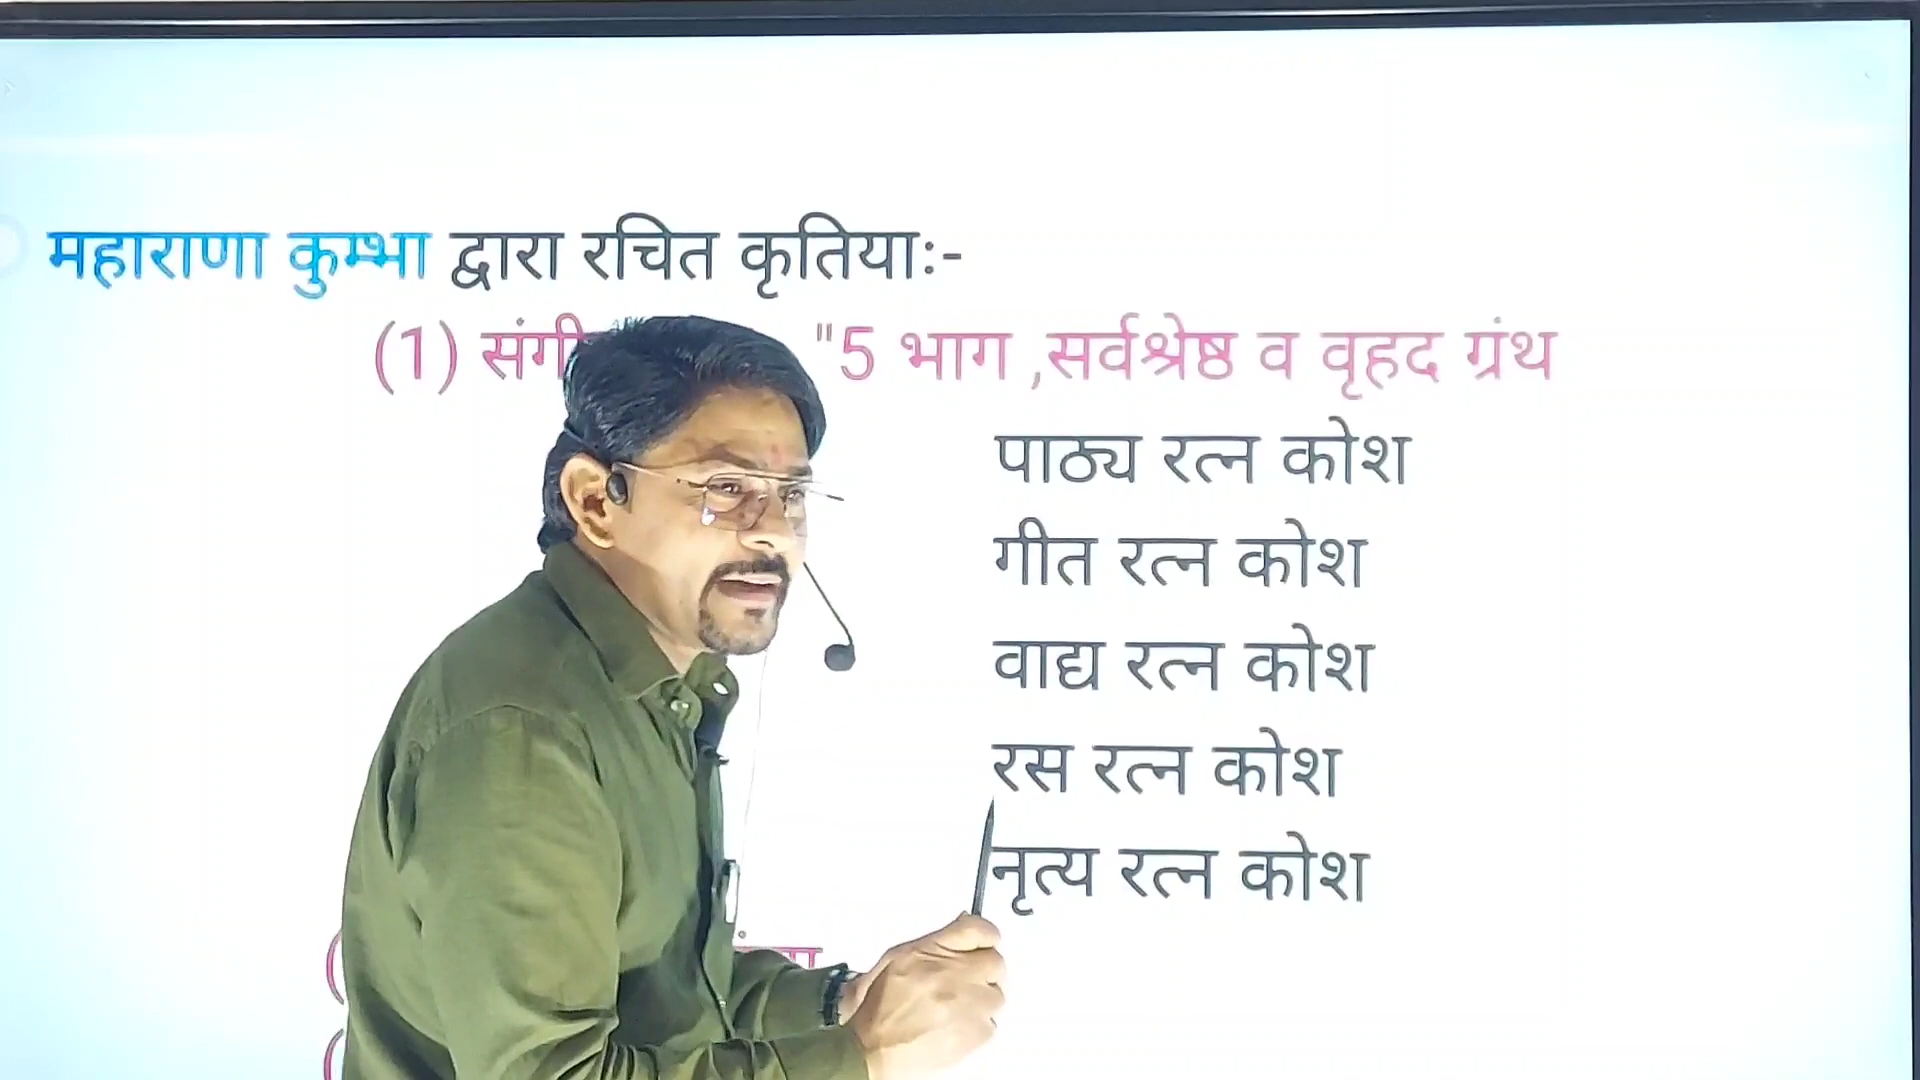 महाराणा कुम्भा द्वारा रचित कृतियाः-
(1) "5 भाग ,सर्वश्रेष्ठ व वृहद ग्रंथ
पाठ्य रत्न कोश
गीत रत्न कोश
वाद्य रत्न कोश
रस रत्न कोश
नृत्य रत्न कोश